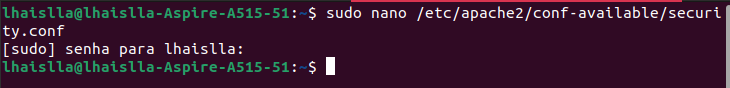 lhaislla@lhaislla-Aspire-A515-51:~$ sudo nano /etc/apache2/conf-available/securi
ty.conf
[sudo] senha para lhaislla:
lhaislla@lhaislla-Aspire-A515-51:~$